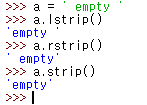 >>> a = ' empty '
>>> a.lstrip()
'empty '
>>> a.rstrip()
' empty'
>>> a.strip()
'empty'
>>>